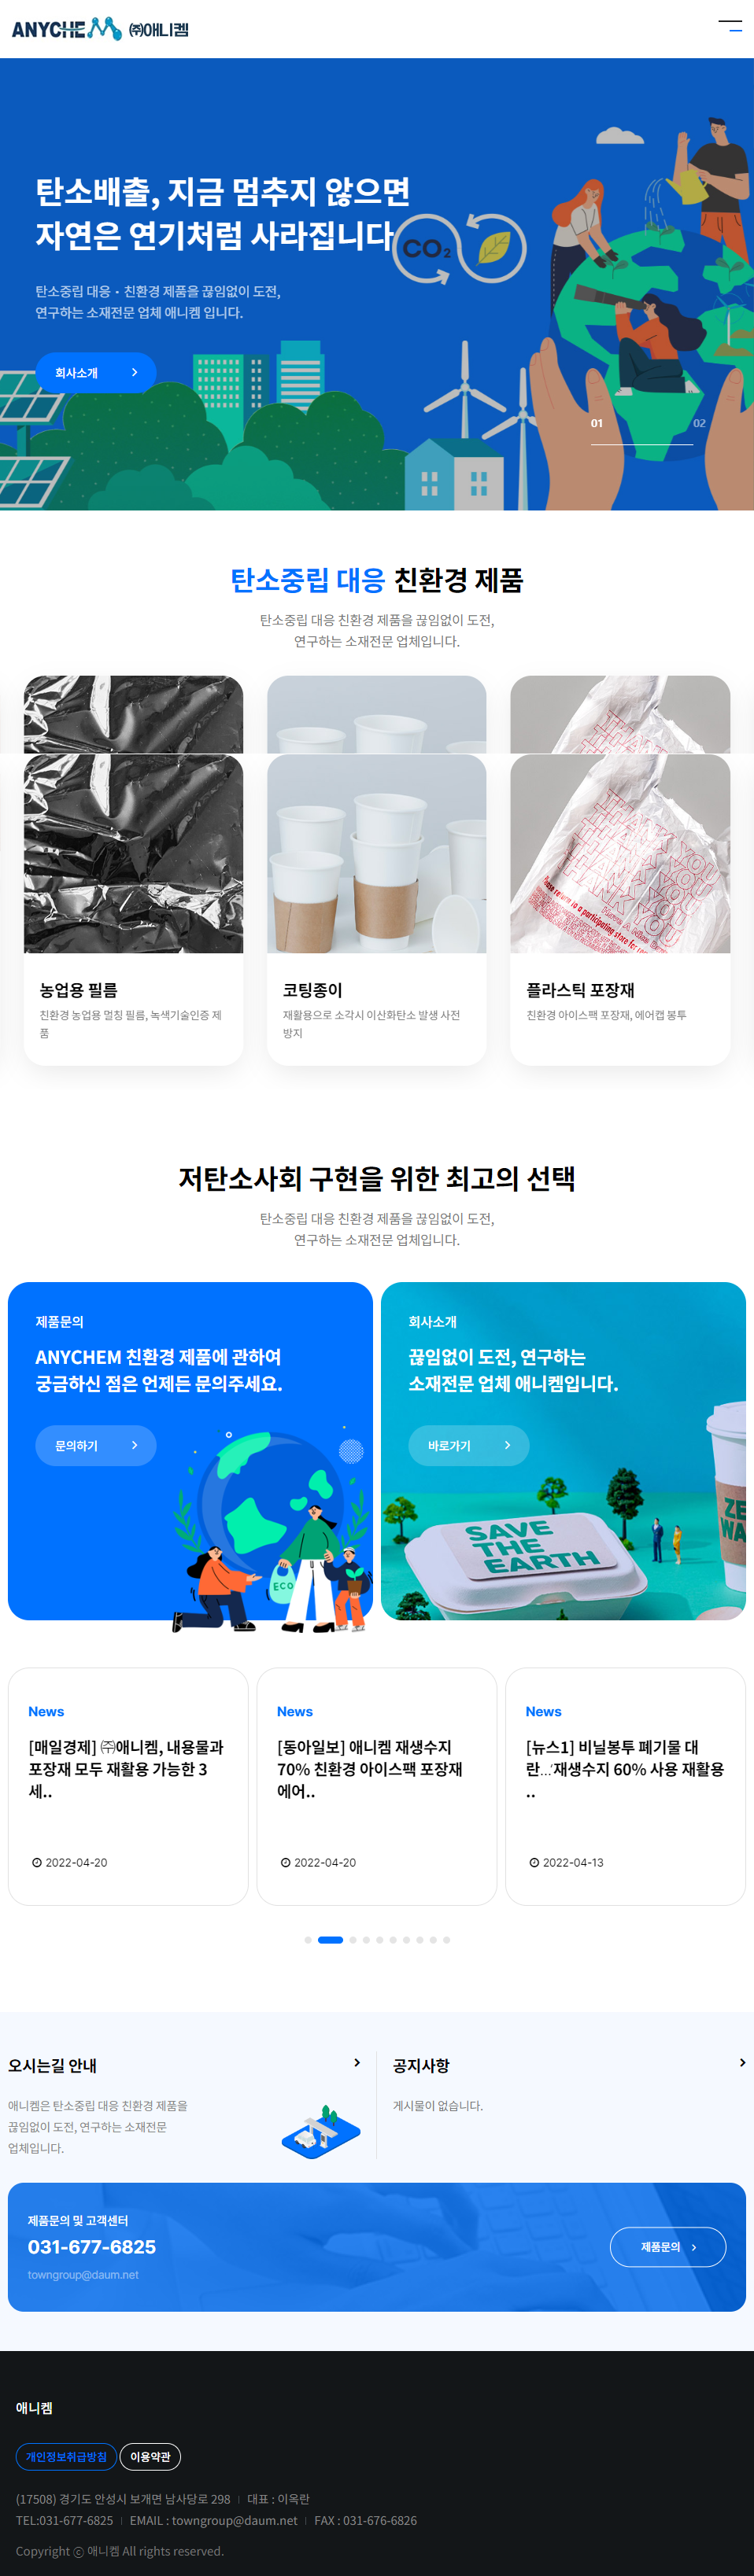 ANYCHEM ㈜애니켐
탄소배출, 지금 멈추지 않으면
자연은 연기처럼 사라집니다
CO2
탄소중립 대응・친환경 제품을 끊임없이 도전,
연구하는 소재전문 업체 애니켐 입니다.
회사소개
01 02
탄소중립 대응 친환경 제품
탄소중립 대응 친환경 제품을 끊임없이 도전,
연구하는 소재전문 업체입니다.
THANK YOU
THANK YOU
THANK YOU
THANK YOU
농업용 필름
친환경 농업용 멀칭 필름, 녹색기술인증 제
품
코팅종이
재활용으로 소각시 이산화탄소 발생 사전
방지
플라스틱 포장재
친환경 아이스팩 포장재, 에어캡 봉투
저탄소사회 구현을 위한 최고의 선택
탄소중립 대응 친환경 제품을 끊임없이 도전,
연구하는 소재전문 업체입니다.
제품문의
ANYCHEM 친환경 제품에 관하여
궁금하신 점은 언제든 문의주세요.
문의하기
ECO
회사소개
끊임없이 도전, 연구하는
소재전문 업체 애니켐입니다.
바로가기
SAVE
THE
EARTH
ZE
WA
News
[매일경제] ㈜애니켐, 내용물과
포장재 모두 재활용 가능한 3
세..
2022-04-20
News
[동아일보] 애니켐 재생수지
70% 친환경 아이스팩 포장재
에어..
2022-04-20
News
[뉴스1] 비닐봉투 폐기물 대
란…′재생수지 60% 사용 재활용
..
2022-04-13
오시는길 안내
애니켐은 탄소중립 대응 친환경 제품을
끊임없이 도전, 연구하는 소재전문
업체입니다.
공지사항
게시물이 없습니다.
제품문의 및 고객센터
031-677-6825
towngroup@daum.net
제품문의
애니켐
개인정보취급방침 이용약관
(17508) 경기도 안성시 보개면 남사당로 298 | 대표 : 이옥란
TEL:031-677-6825 | EMAIL : towngroup@daum.net | FAX : 031-676-6826
Copyright ⓒ 애니켐 All rights reserved.